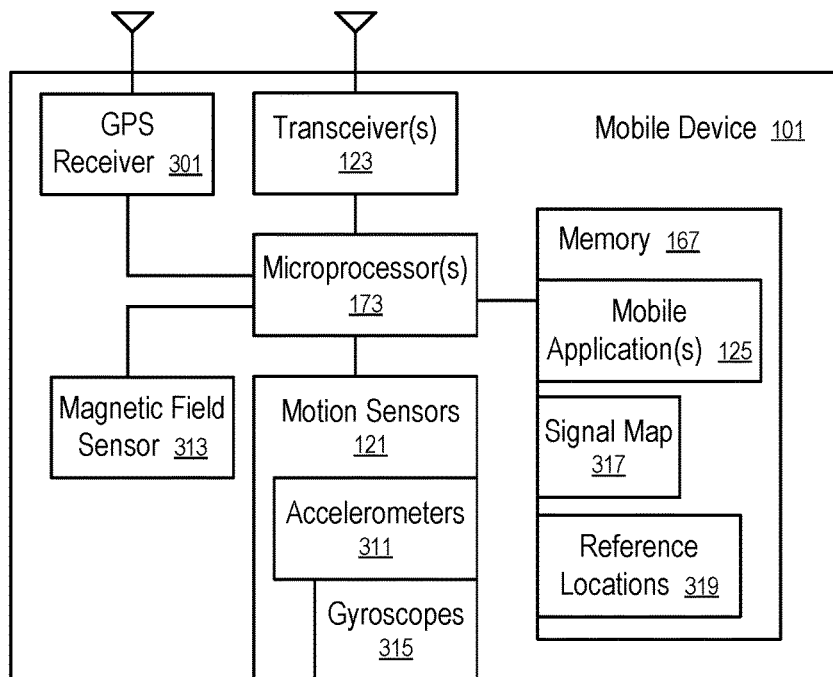 GPS
Receiver 301
Transceiver(s)
123
Mobile Device 101
Microprocessor(s)
173
Memory 167
Mobile
Application(s) 125
Magnetic Field
Sensor 313
Motion Sensors
121
Signal Map
317
Accelerometers
311
Reference
Locations 319
Gyroscopes
315